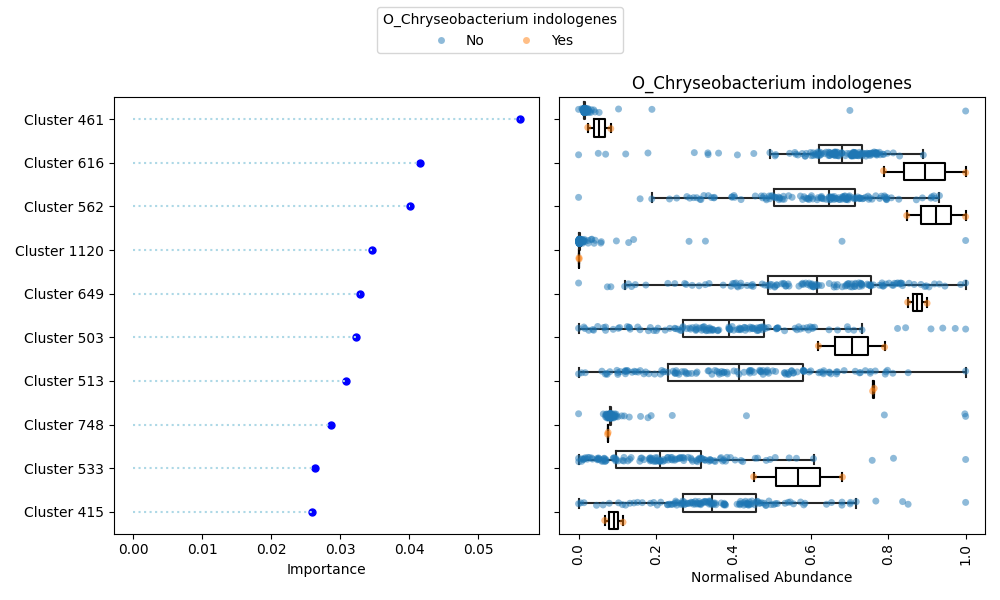 O_Chryseobacterium indologenes
No Yes
O_Chryseobacterium indologenes
Cluster 461
Cluster 616
Cluster 562
Cluster 1120
Cluster 649
Cluster 503
Cluster 513
Cluster 748
Cluster 533
Cluster 415
0.00 0.01 0.02 0.03 0.04 0.05
Importance
0.0 0.2 0.4 0.6 0.8 1.0
Normalised Abundance